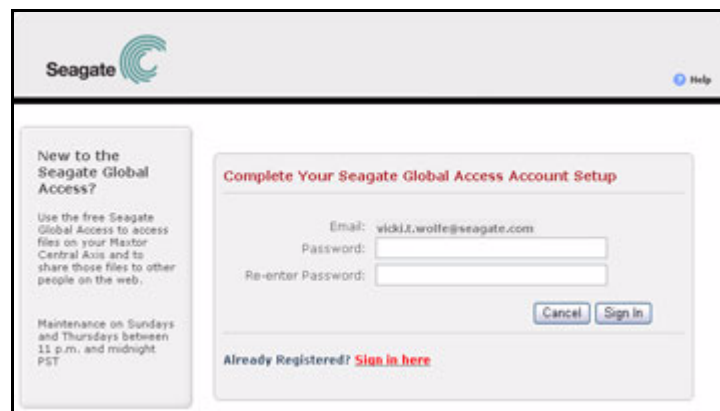 Seagate
Help
New to the
Seagate Global
Access?
Use the free Seagate
Global Access to access
files on your Maxtor
Central Axis and to
share those files to other
people on the web.
Maintenance on Sundays
and Thursdays between
11 p.m. and midnight
PST
Complete Your Seagate Global Access Account Setup
Email: vicki.t.wolfe@seagate.com
Password:
Re-enter Password:
Cancel Sign In
Already Registered? Sign in here